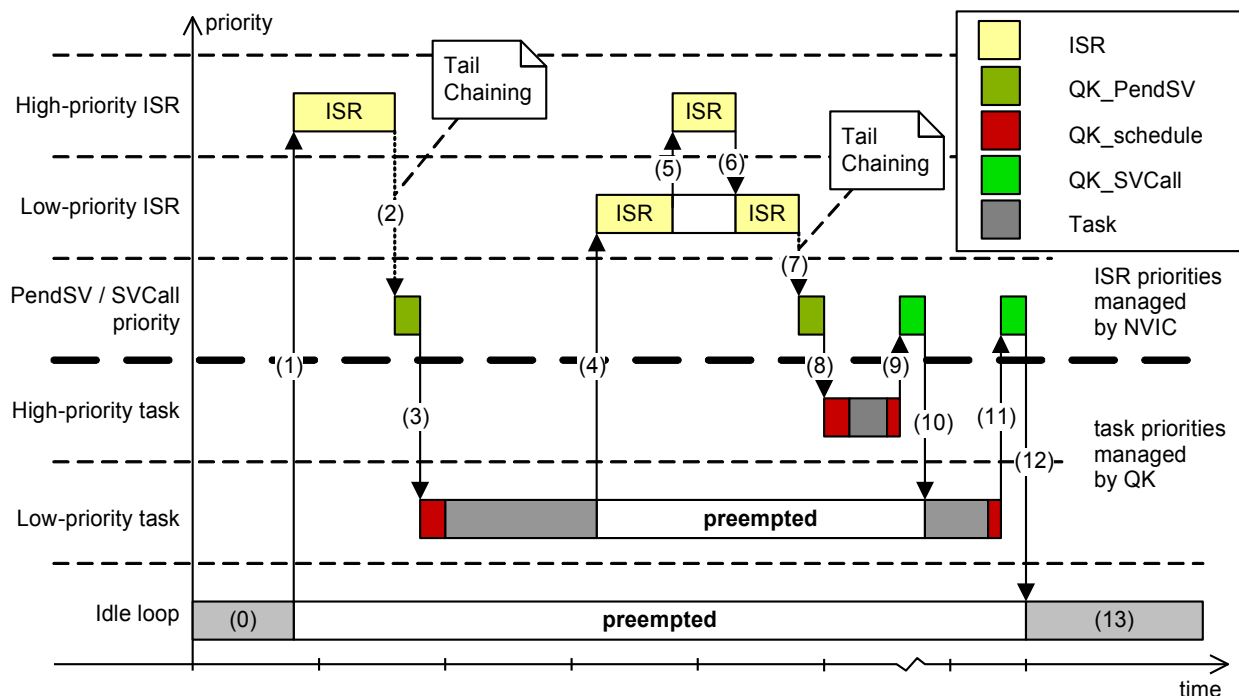 priority
ISR
QK_PendSV
QK_schedule
QK_SVCall
Task
Tail
Chaining
High-priority ISR
ISR
ISR
Tail
Chaining
(5)
(6)
Low-priority ISR
(2)
ISR
ISR
(7)
PendSV / SVCall
priority
ISR priorities
managed
by NVIC
(1)
(4)
(8)
(9)
High-priority task
(3)
(10)
(11)
task priorities
managed
by QK
(12)
Low-priority task
preempted
Idle loop
(0)
preempted
(13)
time